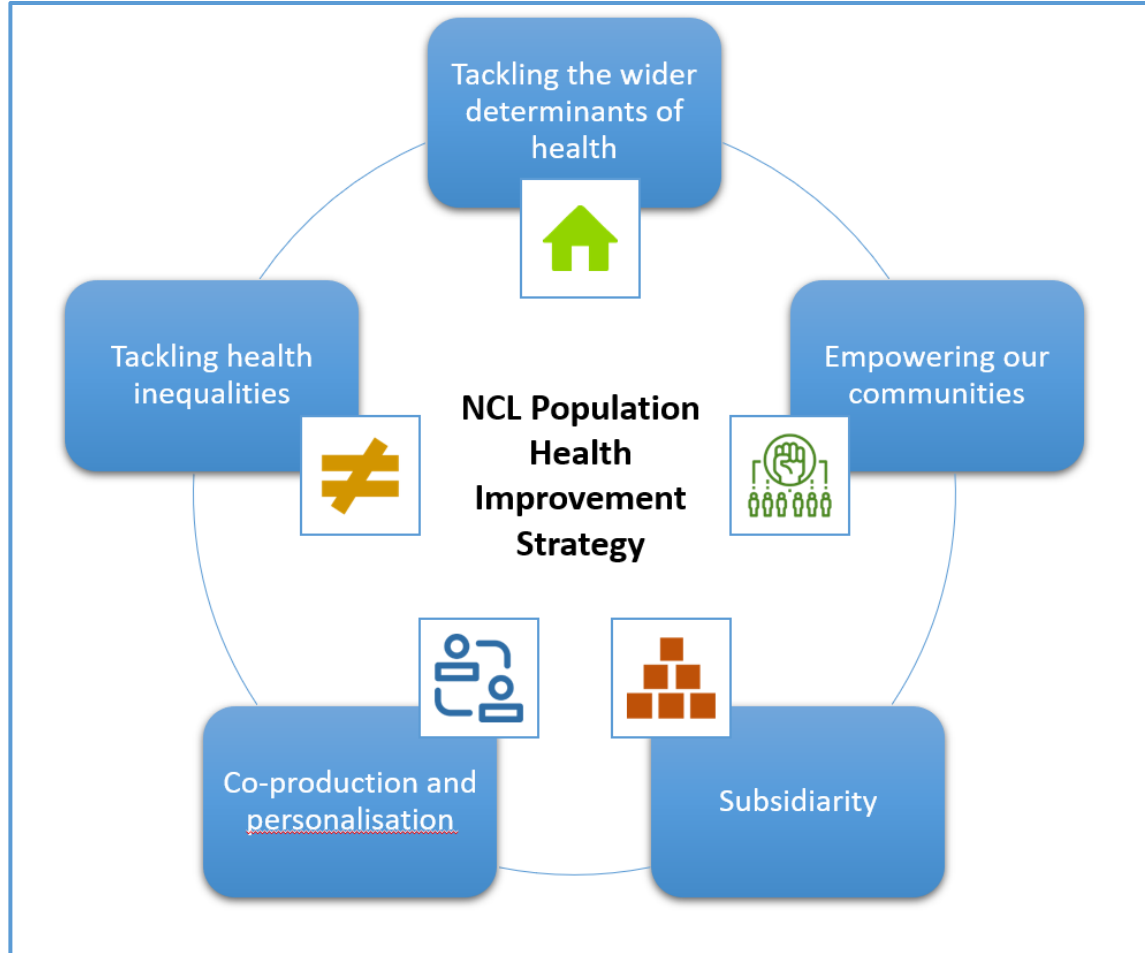 Tackling the wider
determinants of
health
Tackling health
inequalities
Empowering our
communities
NCL Population
Health
Improvement
Strategy
Co-production and
personalisation
Subsidiarity